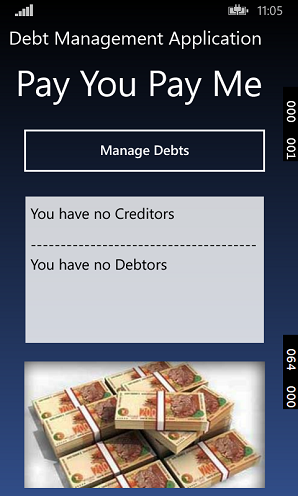 11:05
Debt Management Application
Pay You Pay Me
Manage Debts
You have no Creditors
------------------------------------
You have no Debtors
000 001
064 000
200